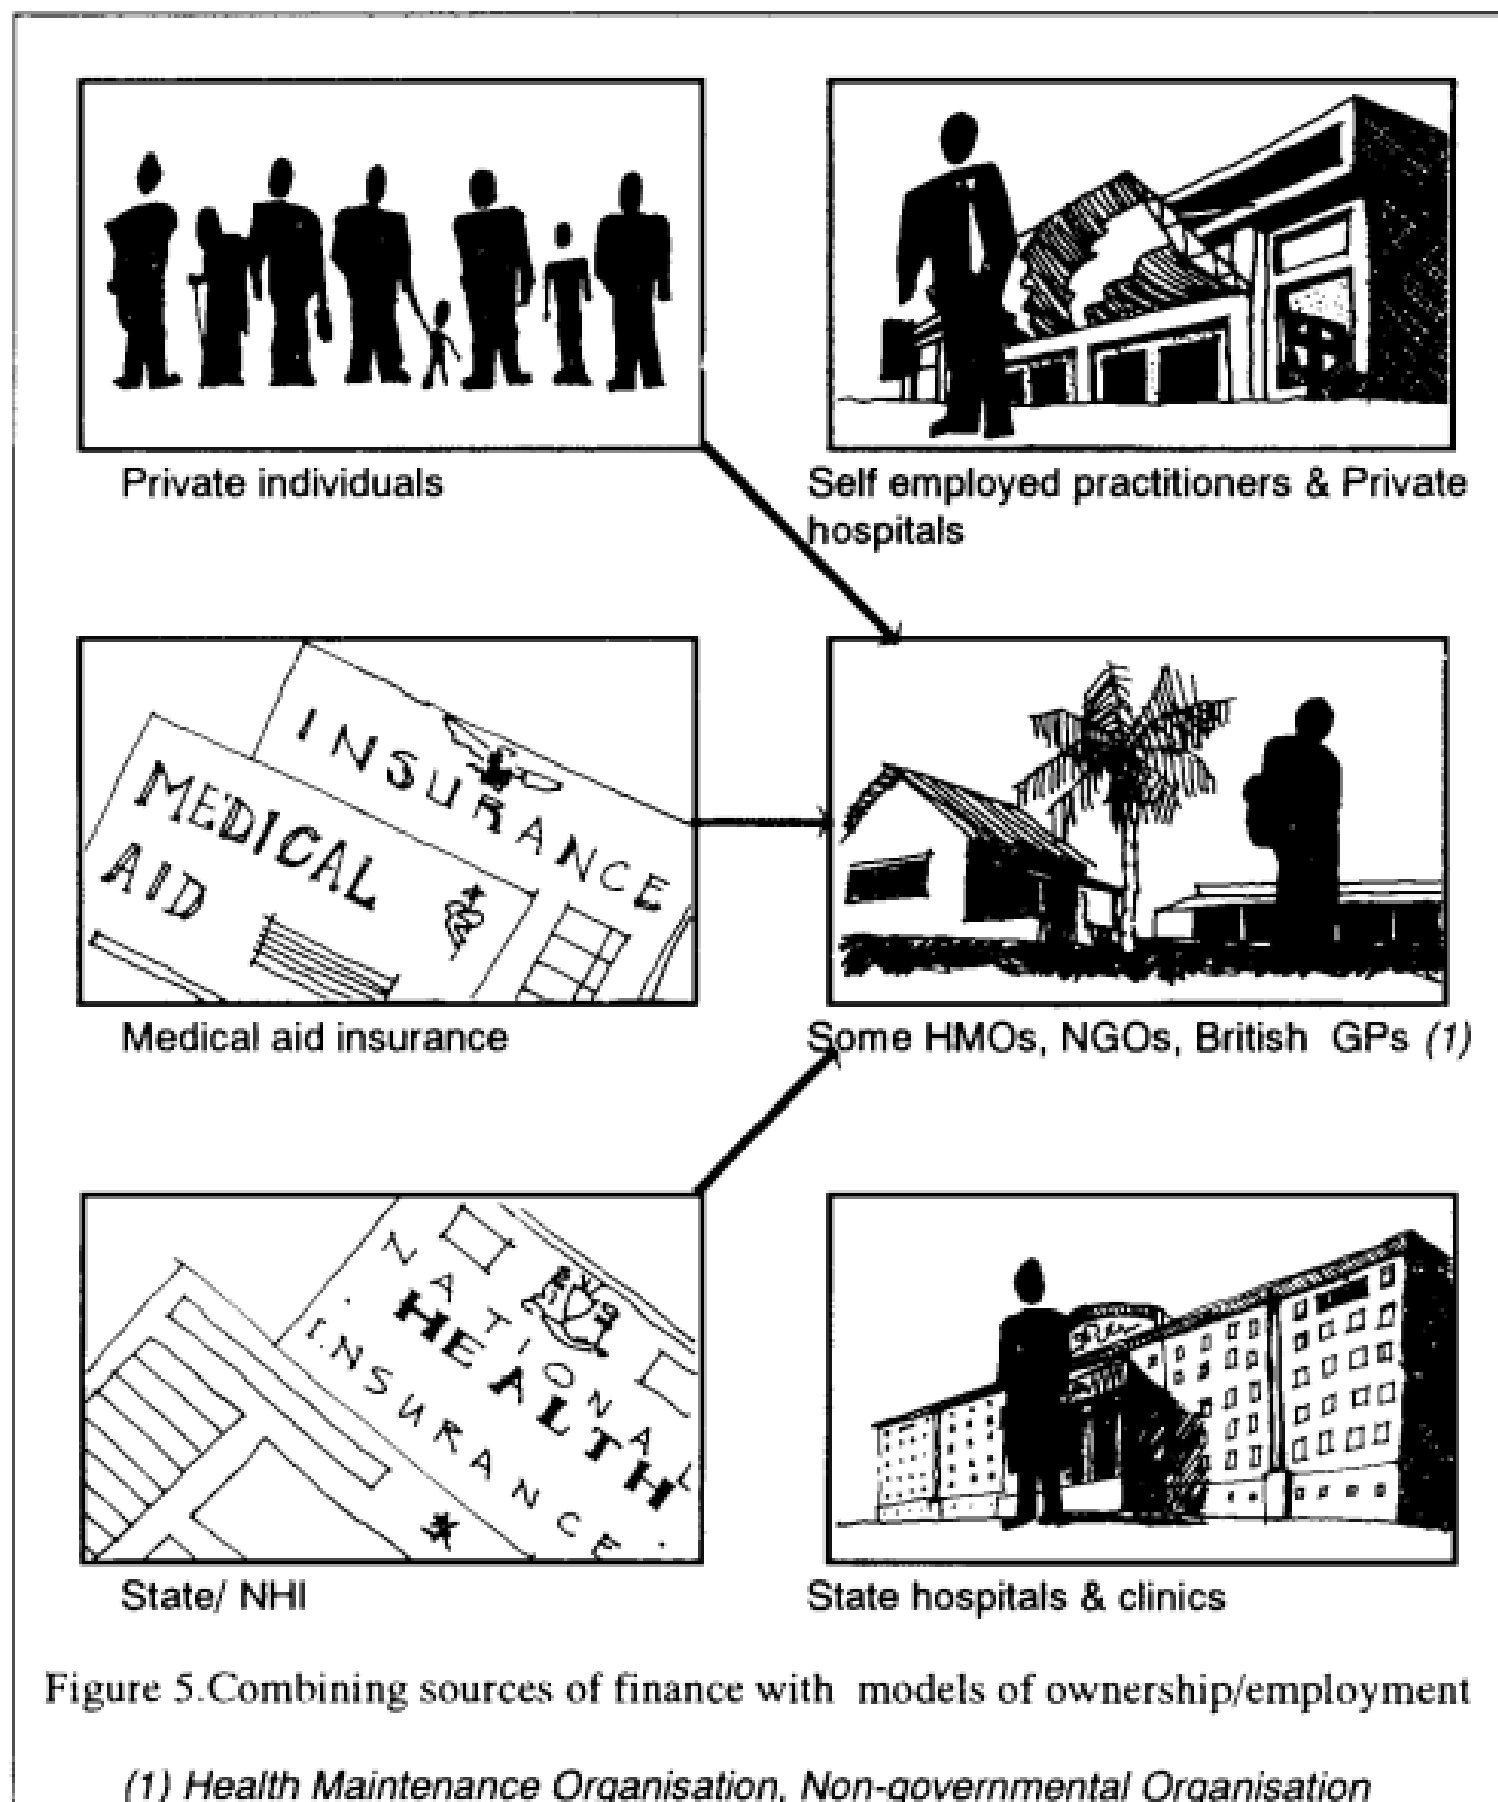 Private individuals
Self employed practitioners & Private
hospitals
INSURANCE
MEDICAL
AID
Medical aid insurance
Some HMOs, NGOs, British GPs (1)
NATIONAL
HEALTH
INSURANCE
State/ NHI
State hospitals & clinics
Figure 5.Combining sources of finance with models of ownership/employment
(1) Health Maintenance Organisation, Non-governmental Organisation